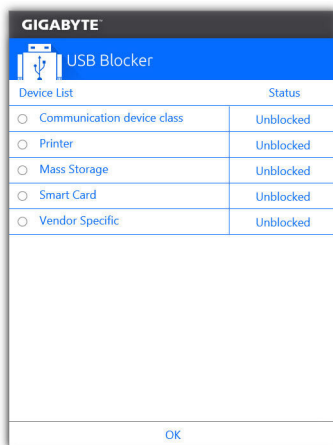 GIGABYTE™
USB Blocker
Device List Status
Communication device class Unblocked
Printer Unblocked
Mass Storage Unblocked
Smart Card Unblocked
Vendor Specific Unblocked
OK